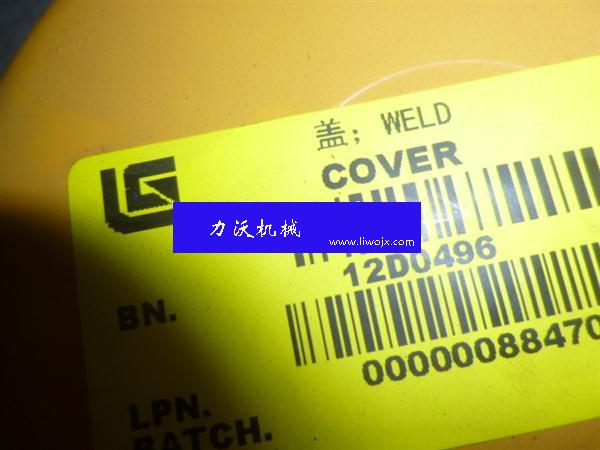 盖; WELD
COVER
力沃机械
www.liwojx.com
12D0496
BN.
00000088470
LPN.
BATCH.